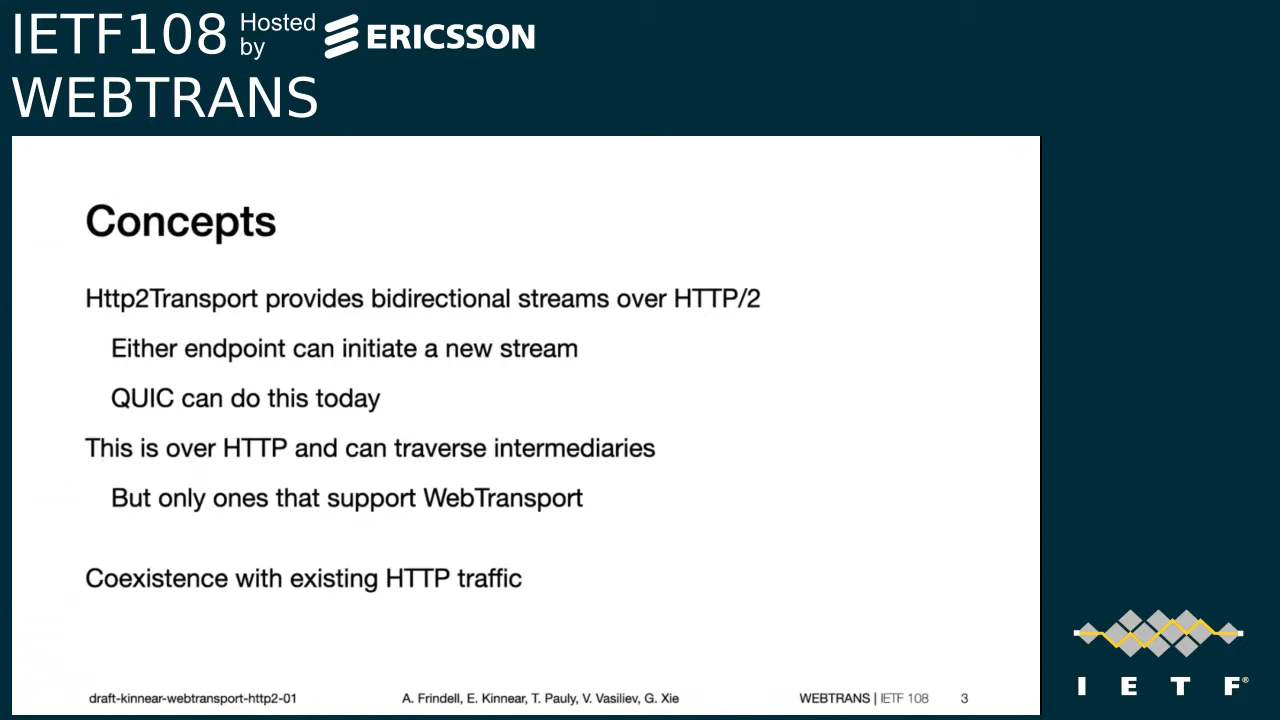 IETF108 Hosted by ERICSSON
WEBTRANS
Concepts
Http2Transport provides bidirectional streams over HTTP/2
Either endpoint can initiate a new stream
QUIC can do this today
This is over HTTP and can traverse intermediaries
But only ones that support WebTransport
Coexistence with existing HTTP traffic
draft-kinnear-webtransport-http2-01 A. Frindell, E. Kinnear, T. Pauly, V. Vasiliev, G. Xie WEBTRANS | IETF 108 3
I E T F®